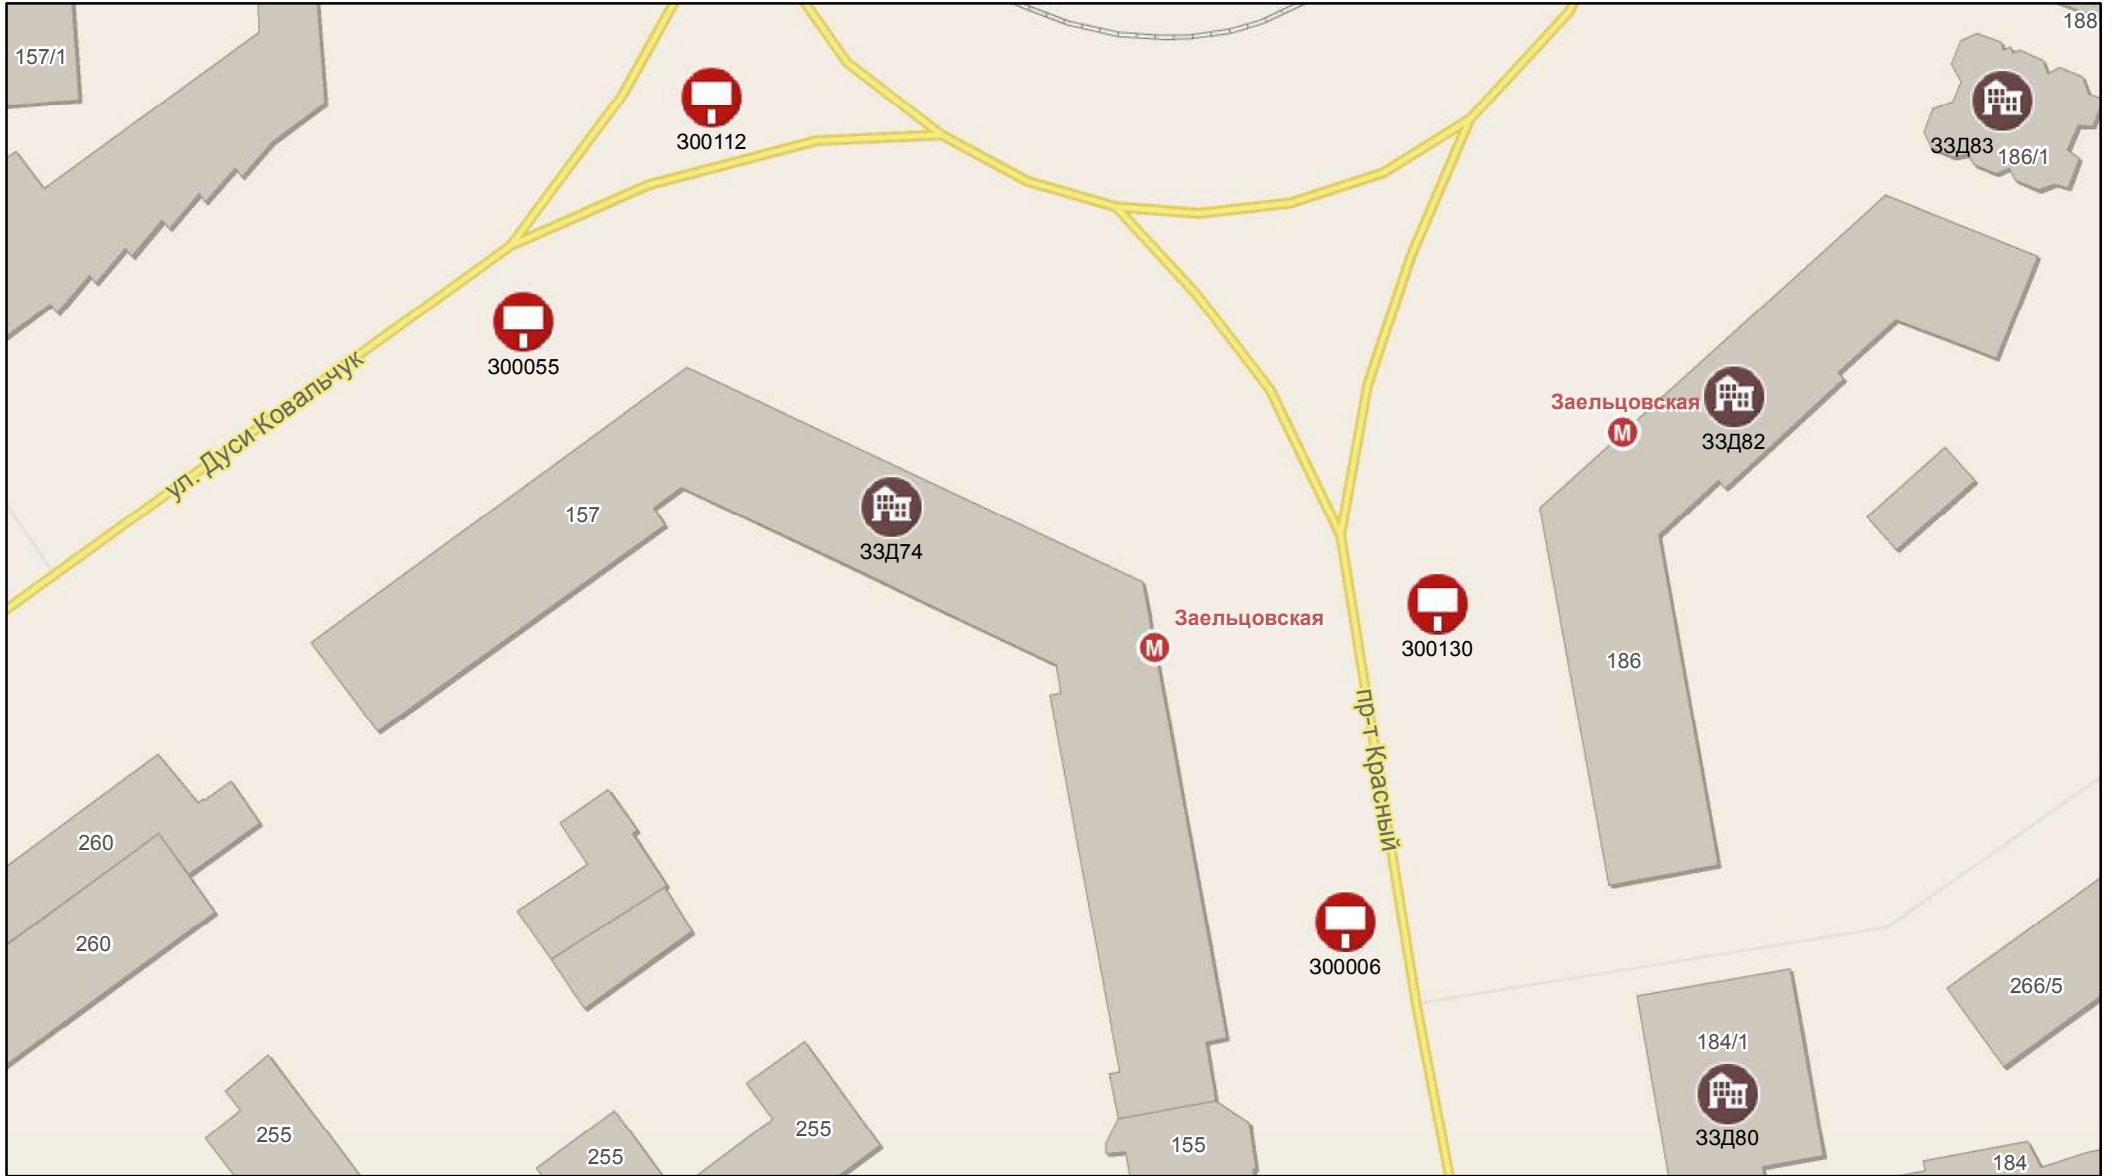 188
157/1
300112
ЗЗД83
186/1
300055
ул. Дуси Ковальчук
Заельцовская
М
ЗЗД82
157
ЗЗД74
Заельцовская
М
300130
186
пр-т Красный
260
260
300006
266/5
184/1
ЗЗД80
255
255
255
155
184